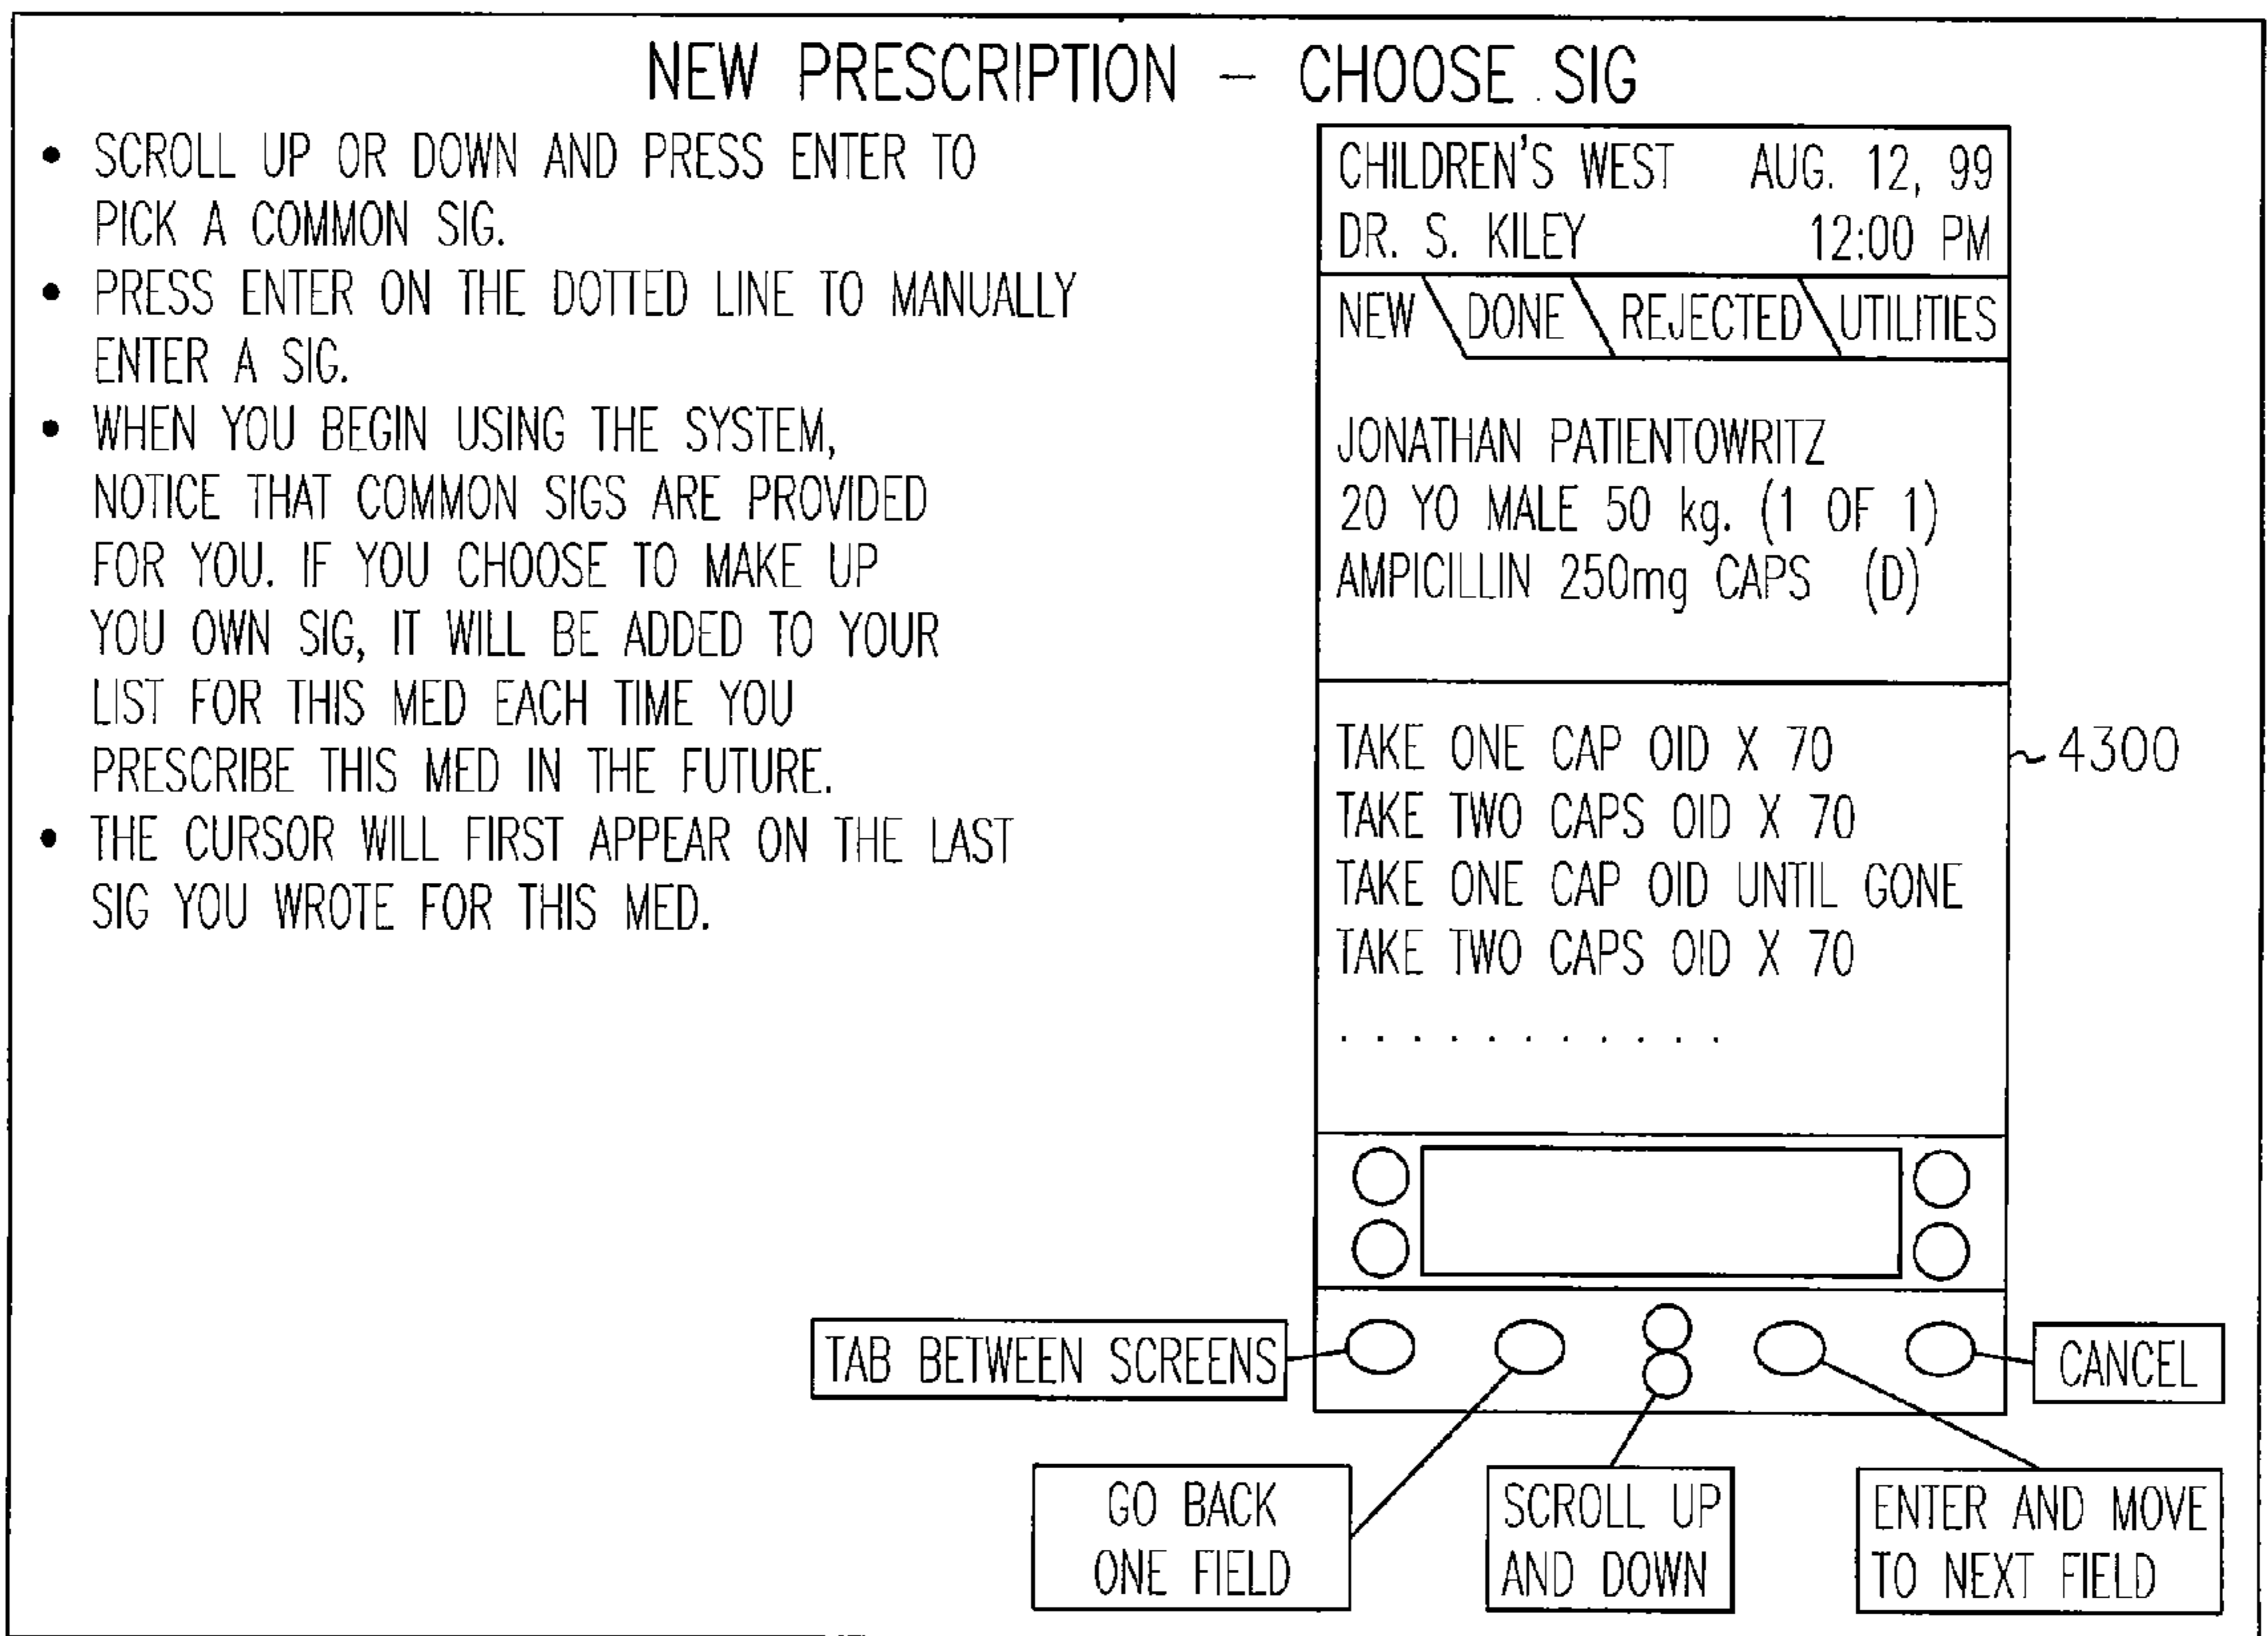 NEW PRESCRIPTION – CHOOSE SIG
• SCROLL UP OR DOWN AND PRESS ENTER TO
PICK A COMMON SIG.
• PRESS ENTER ON THE DOTTED LINE TO MANUALLY
ENTER A SIG.
• WHEN YOU BEGIN USING THE SYSTEM,
NOTICE THAT COMMON SIGS ARE PROVIDED
FOR YOU. IF YOU CHOOSE TO MAKE UP
YOU OWN SIG, IT WILL BE ADDED TO YOUR
LIST FOR THIS MED EACH TIME YOU
PRESCRIBE THIS MED IN THE FUTURE.
• THE CURSOR WILL FIRST APPEAR ON THE LAST
SIG YOU WROTE FOR THIS MED.
CHILDREN'S WEST AUG. 12, 99
DR. S. KILEY 12:00 PM
NEW DONE REJECTED UTILITIES
JONATHAN PATIENTOWRITZ
20 YO MALE 50 kg. (1 OF 1)
AMPICILLIN 250mg CAPS (D)
TAKE ONE CAP OID X 70
TAKE TWO CAPS OID X 70
TAKE ONE CAP OID UNTIL GONE
TAKE TWO CAPS OID X 70
. . . . . . . . . . .
4300
TAB BETWEEN SCREENS
CANCEL
GO BACK
ONE FIELD
SCROLL UP
AND DOWN
ENTER AND MOVE
TO NEXT FIELD